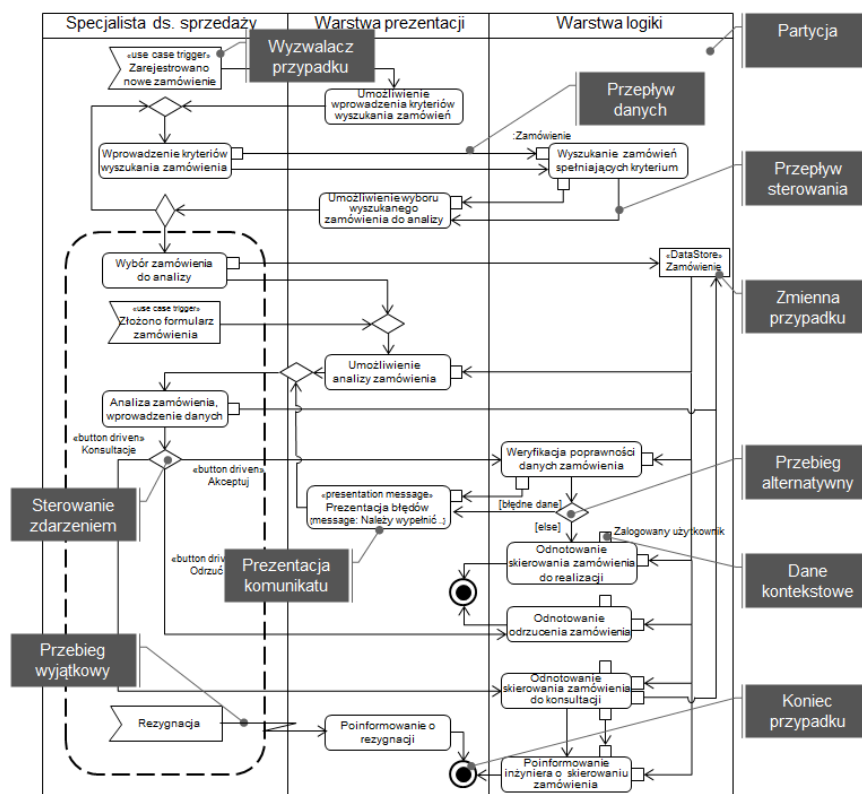 Specjalista ds. sprzedaży
Warstwa prezentacji
Warstwa logiki
Partycja
«use case trigger»
Zarejestrowano
nowe zamówienie
Wyzwalacz
przypadku
Umożliwienie
wprowadzenia kryteriów
wyszukania zamówień
Przepływ
danych
:Zamówienie
Wprowadzenie kryteriów
wyszukania zamówienia
Wyszukanie zamówień
spełniających kryterium
Przepływ
sterowania
Umożliwienie wyboru
wyszukanego
zamówienia do analizy
Wybór zamówienia
do analizy
«DataStore»
Zamówienie
Zmienna
przypadku
«use case trigger»
Złożono formularz
zamówienia
Umożliwienie
analizy zamówienia
Analiza zamówienia,
wprowadzenie danych
«button driven»
Konsultacje
«button driven»
Akceptuj
Weryfikacja poprawności
danych zamówienia
Przebieg
alternatywny
Sterowanie
zdarzeniem
«presentation message»
Prezentacja błędów
{message: Należy wypełnić ..}
[błędne dane]
[else]
Zalogowany użytkownik
«button driven»
Odrzuć
Prezentacja
komunikatu
Odnotowanie
skierowania zamówienia
do realizacji
Dane
kontekstowe
Odnotowanie
odrzucenia zamówienia
Przebieg
wyjątkowy
Odnotowanie
skierowania zamówienia
do konsultacji
Koniec
przypadku
Rezygnacja
Poinformowanie o
rezygnacji
Poinformowanie
inżyniera o skierowaniu
zamówienia